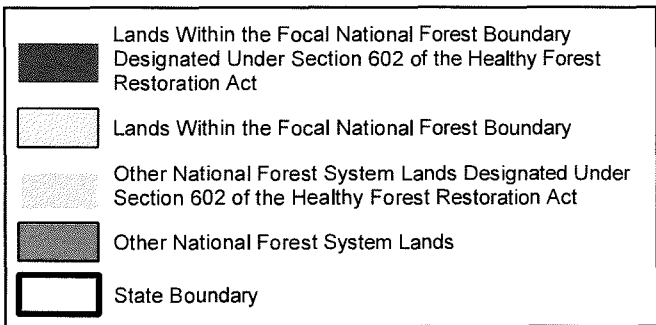 Lands Within the Focal National Forest Boundary
Designated Under Section 602 of the Healthy Forest
Restoration Act
Lands Within the Focal National Forest Boundary
Other National Forest System Lands Designated Under
Section 602 of the Healthy Forest Restoration Act
Other National Forest System Lands
State Boundary